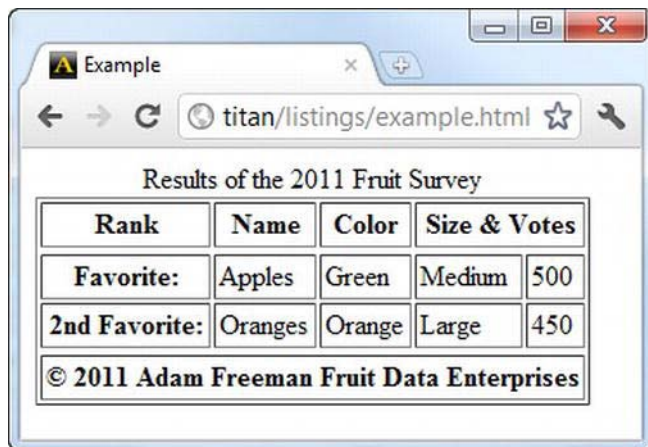 Example
titan/listings/example.html
Results of the 2011 Fruit Survey
Rank Name Color Size & Votes
Favorite: Apples Green Medium 500
2nd Favorite: Oranges Orange Large 450
© 2011 Adam Freeman Fruit Data Enterprises